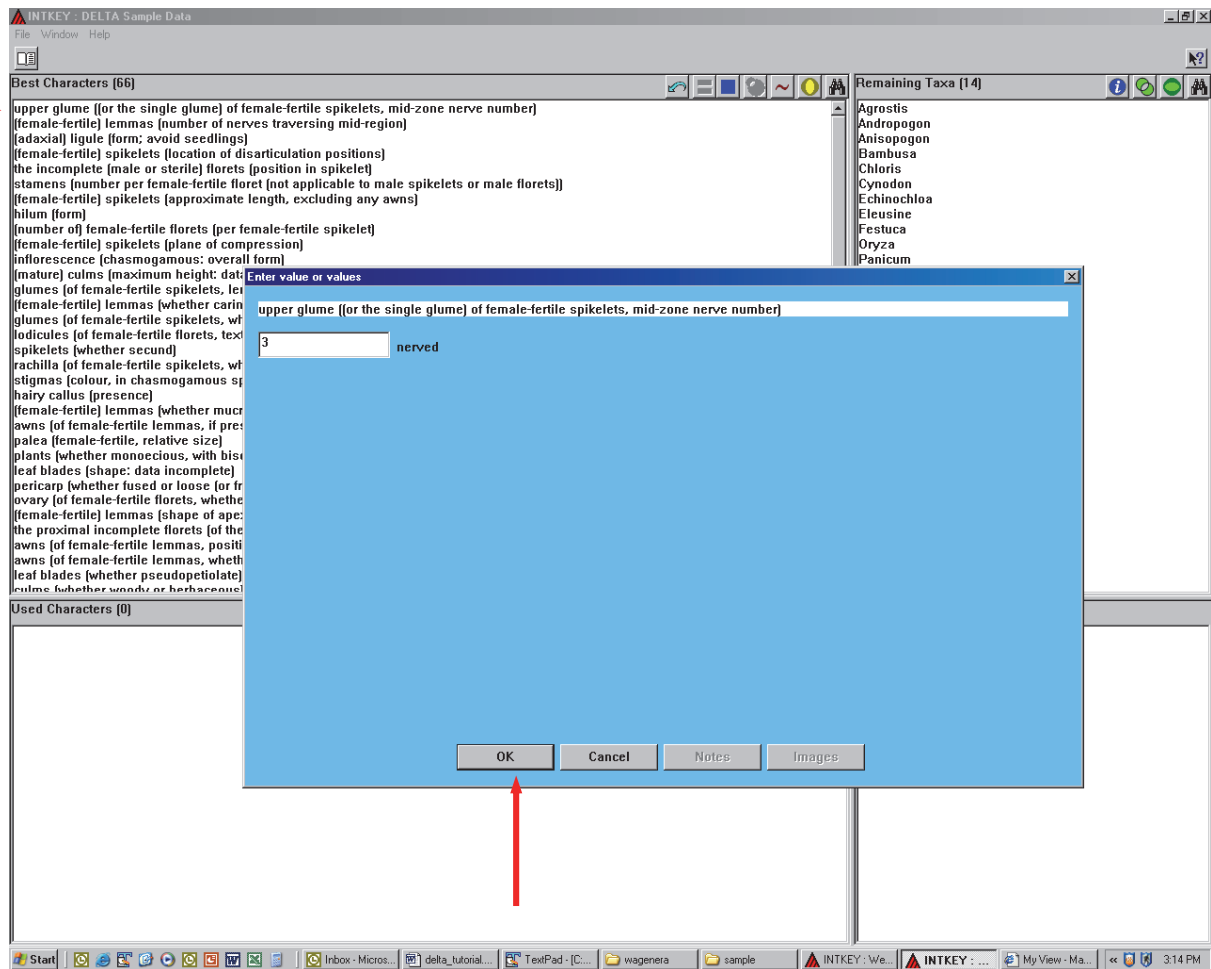 INTKEY : DELTA Sample Data
File Window Help
Best Characters (66)
upper glume ((or the single glume) of female-fertile spikelets, mid-zone nerve number)
(female-fertile) lemmas (number of nerves traversing mid-region)
(adaxial) ligule (form; avoid seedlings)
(female-fertile) spikelets (location of disarticulation positions)
the incomplete (male or sterile) florets (position in spikelet)
stamens (number per female-fertile floret (not applicable to male spikelets or male florets))
(female-fertile) spikelets (approximate length, excluding any awns)
hilum (form)
(number of) female-fertile florets (per female-fertile spikelet)
(female-fertile) spikelets (plane of compression)
inflorescence (chasmogamous: overall form)
(mature) culms (maximum height: data
glumes (of female-fertile spikelets, le
(female-fertile) lemmas (whether carin
glumes (of female-fertile spikelets, wh
lodicules (of female-fertile florets, text
spikelets (whether secund)
rachilla (of female-fertile spikelets, wh
stigmas (colour, in chasmogamous sp
hairy callus (presence)
(female-fertile) lemmas (whether mucr
awns (of female-fertile lemmas, if pres
palea (female-fertile, relative size)
plants (whether monoecious, with bise
leaf blades (shape: data incomplete)
pericarp (whether fused or loose (or fr
ovary (of female-fertile florets, whethe
(female-fertile) lemmas (shape of ape
the proximal incomplete florets (of the
awns (of female-fertile lemmas, positi
awns (of female-fertile lemmas, wheth
leaf blades (whether pseudopetiolate)
culms (whether woody or herbaceous)
Remaining Taxa (14)
Agrostis
Andropogon
Anisopogon
Bambusa
Chloris
Cynodon
Echinochloa
Eleusine
Festuca
Oryza
Panicum
Enter value or values
upper glume ((or the single glume) of female-fertile spikelets, mid-zone nerve number)
3 nerved
OK Cancel Notes Images
Used Characters (0)
Start Inbox - Micros... delta_tutorial.... TextPad - [C:... wagenera sample INTKEY : We... INTKEY : ... My View - Ma... « 3:14 PM